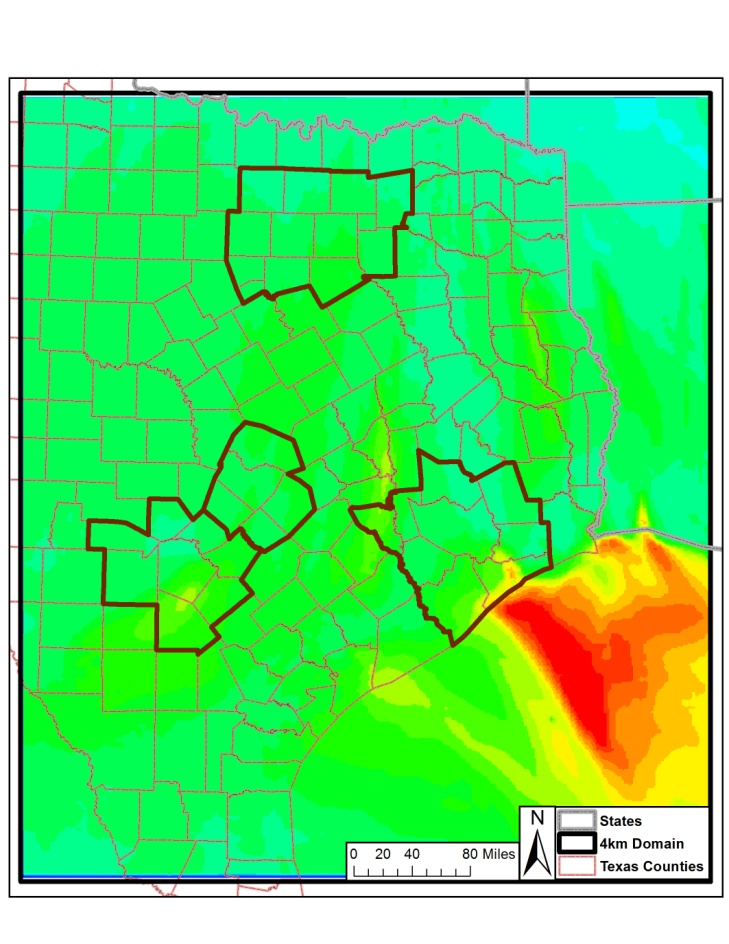 N
States
4km Domain
Texas Counties
0 20 40 80 Miles